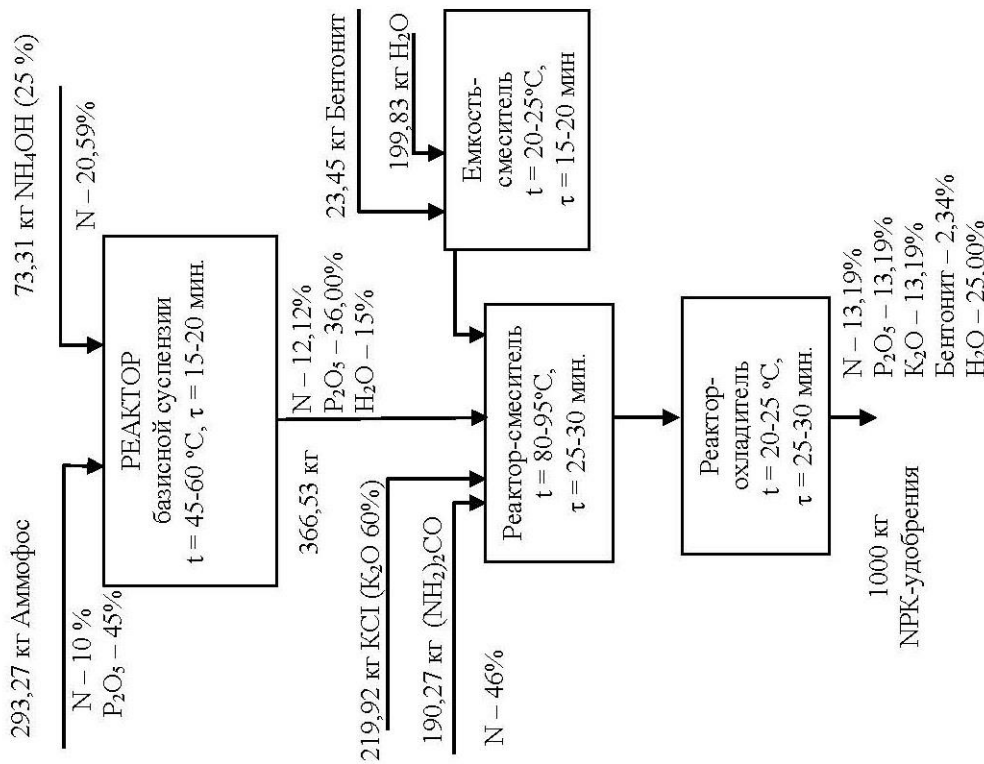 293,27 кг Аммофос
73,31 кг NH₄OH (25 %)
N – 10 %
P₂O₅ – 45%
N – 20,59%
РЕАКТОР
базисной суспензии
t = 45-60 ºC, τ = 15-20 мин.
366,53 кг
N – 12,12%
P₂O₅ – 36,00%
H₂O – 15%
23,45 кг Бентонит
199,83 кг H₂O
Емкость-
смеситель
t = 20-25ºC,
τ = 15-20 мин
219,92 кг KCl (K₂O 60%)
190,27 кг (NH₂)₂CO
N – 46%
Реактор-смеситель
t = 80-95ºC,
τ = 25-30 мин.
Реактор-
охладитель
t = 20-25 ºC,
τ = 25-30 мин.
1000 кг
NPK-удобрения
N – 13,19%
P₂O₅ – 13,19%
K₂O – 13,19%
Бентонит – 2,34%
H₂O – 25,00%